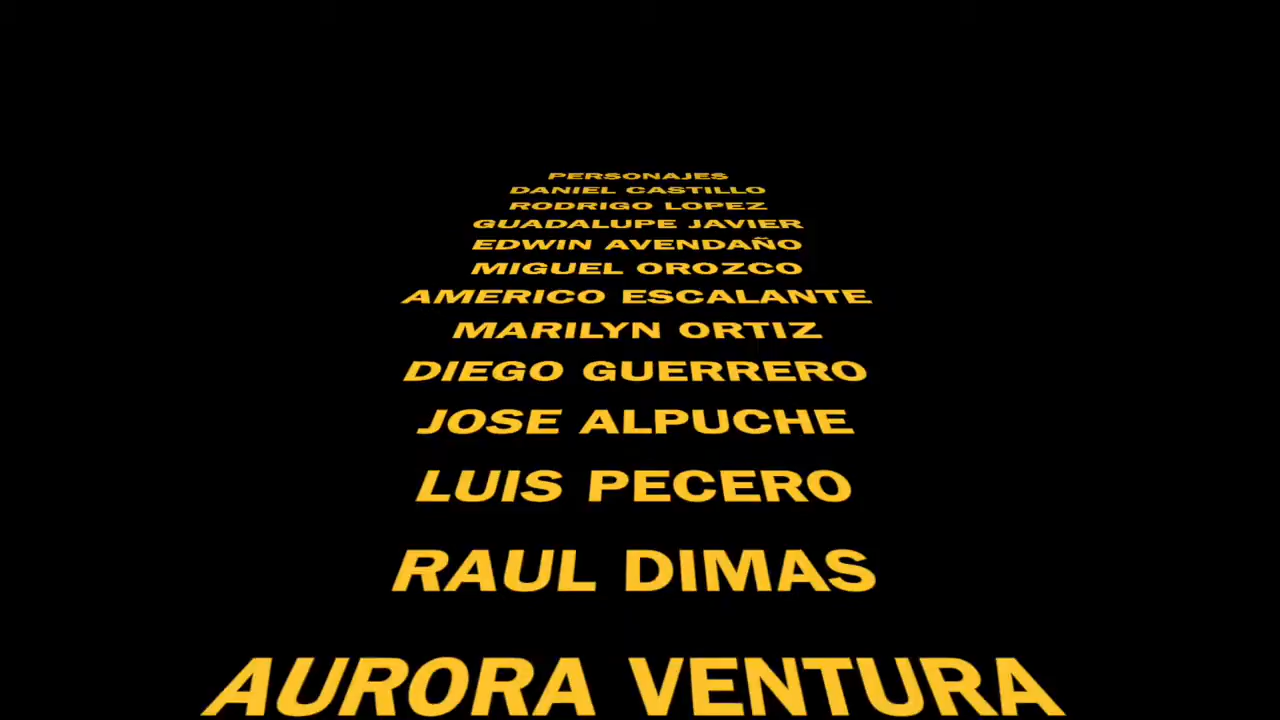 PERSONAJES
DANIEL CASTILLO
RODRIGO LOPEZ
GUADALUPE JAVIER
EDWIN AVENDAÑO
MIGUEL OROZCO
AMERICO ESCALANTE
MARILYN ORTIZ
DIEGO GUERRERO
JOSE ALPUCHE
LUIS PECERO
RAUL DIMAS
AURORA VENTURA